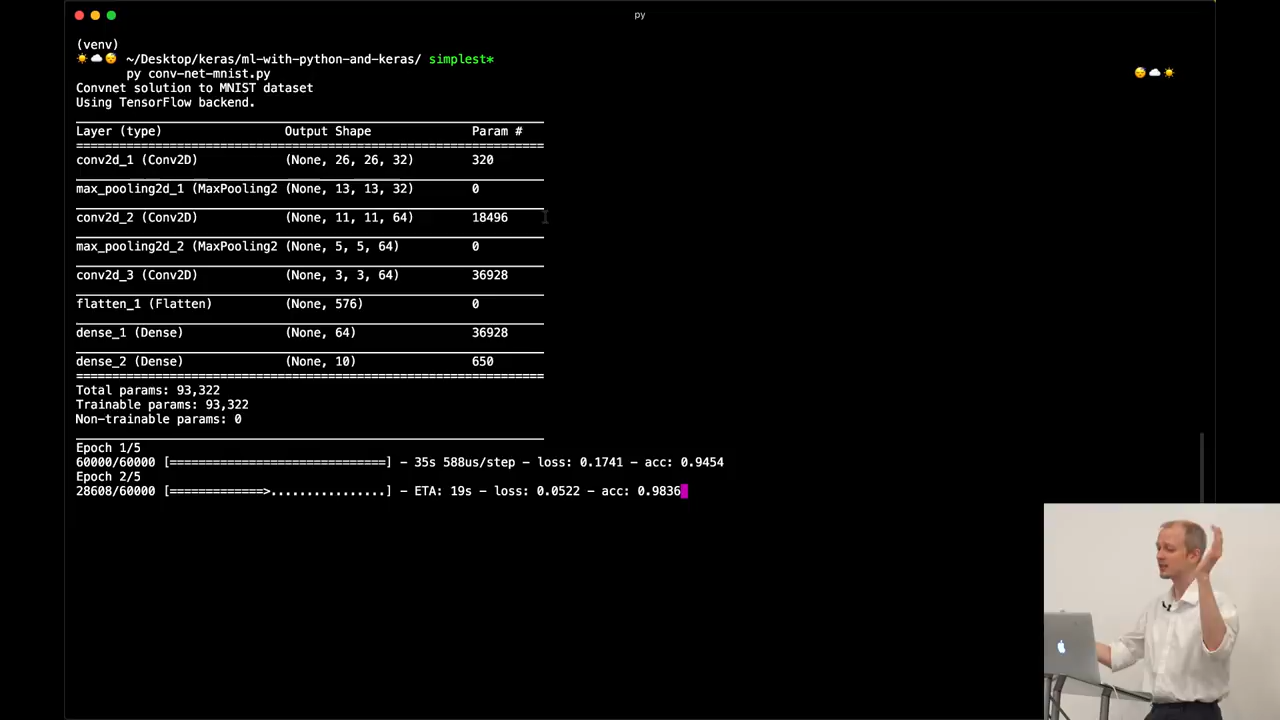 py
(venv)
~/Desktop/keras/ml-with-python-and-keras/ simplest*
py conv-net-mnist.py
Convnet solution to MNIST dataset
Using TensorFlow backend.
Layer (type) Output Shape Param #
=================================================================
conv2d_1 (Conv2D) (None, 26, 26, 32) 320
max_pooling2d_1 (MaxPooling2 (None, 13, 13, 32) 0
conv2d_2 (Conv2D) (None, 11, 11, 64) 18496
max_pooling2d_2 (MaxPooling2 (None, 5, 5, 64) 0
conv2d_3 (Conv2D) (None, 3, 3, 64) 36928
flatten_1 (Flatten) (None, 576) 0
dense_1 (Dense) (None, 64) 36928
dense_2 (Dense) (None, 10) 650
=================================================================
Total params: 93,322
Trainable params: 93,322
Non-trainable params: 0
Epoch 1/5
60000/60000 [==============================] - 35s 588us/step - loss: 0.1741 - acc: 0.9454
Epoch 2/5
28608/60000 [=============>................] - ETA: 19s - loss: 0.0522 - acc: 0.9836